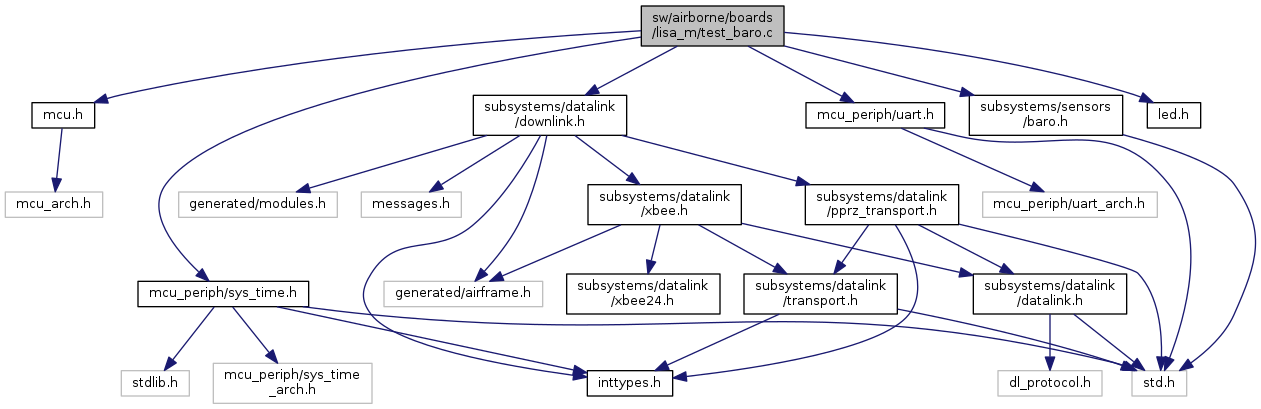 sw/airborne/boards
/lisa_m/test_baro.c
mcu.h
subsystems/datalink
/downlink.h
mcu_periph/uart.h
subsystems/sensors
/baro.h
led.h
mcu_arch.h
generated/modules.h
messages.h
subsystems/datalink
/xbee.h
subsystems/datalink
/pprz_transport.h
mcu_periph/uart_arch.h
mcu_periph/sys_time.h
generated/airframe.h
subsystems/datalink
/xbee24.h
subsystems/datalink
/transport.h
subsystems/datalink
/datalink.h
stdlib.h
mcu_periph/sys_time
_arch.h
inttypes.h
dl_protocol.h
std.h